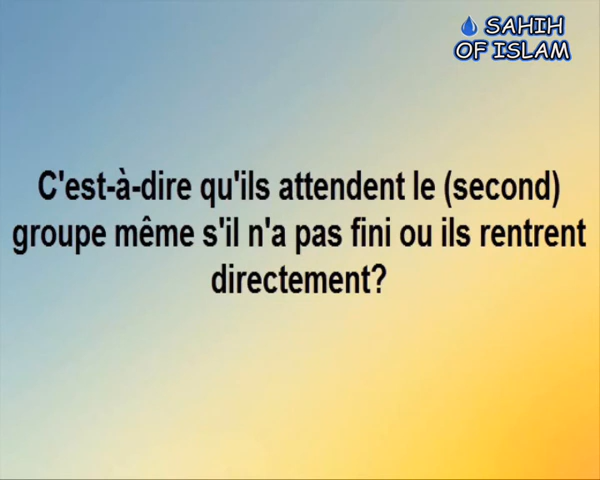 SAHIH
OF ISLAM
C'est-à-dire qu'ils attendent le (second)
groupe même s'il n'a pas fini ou ils rentrent
directement?